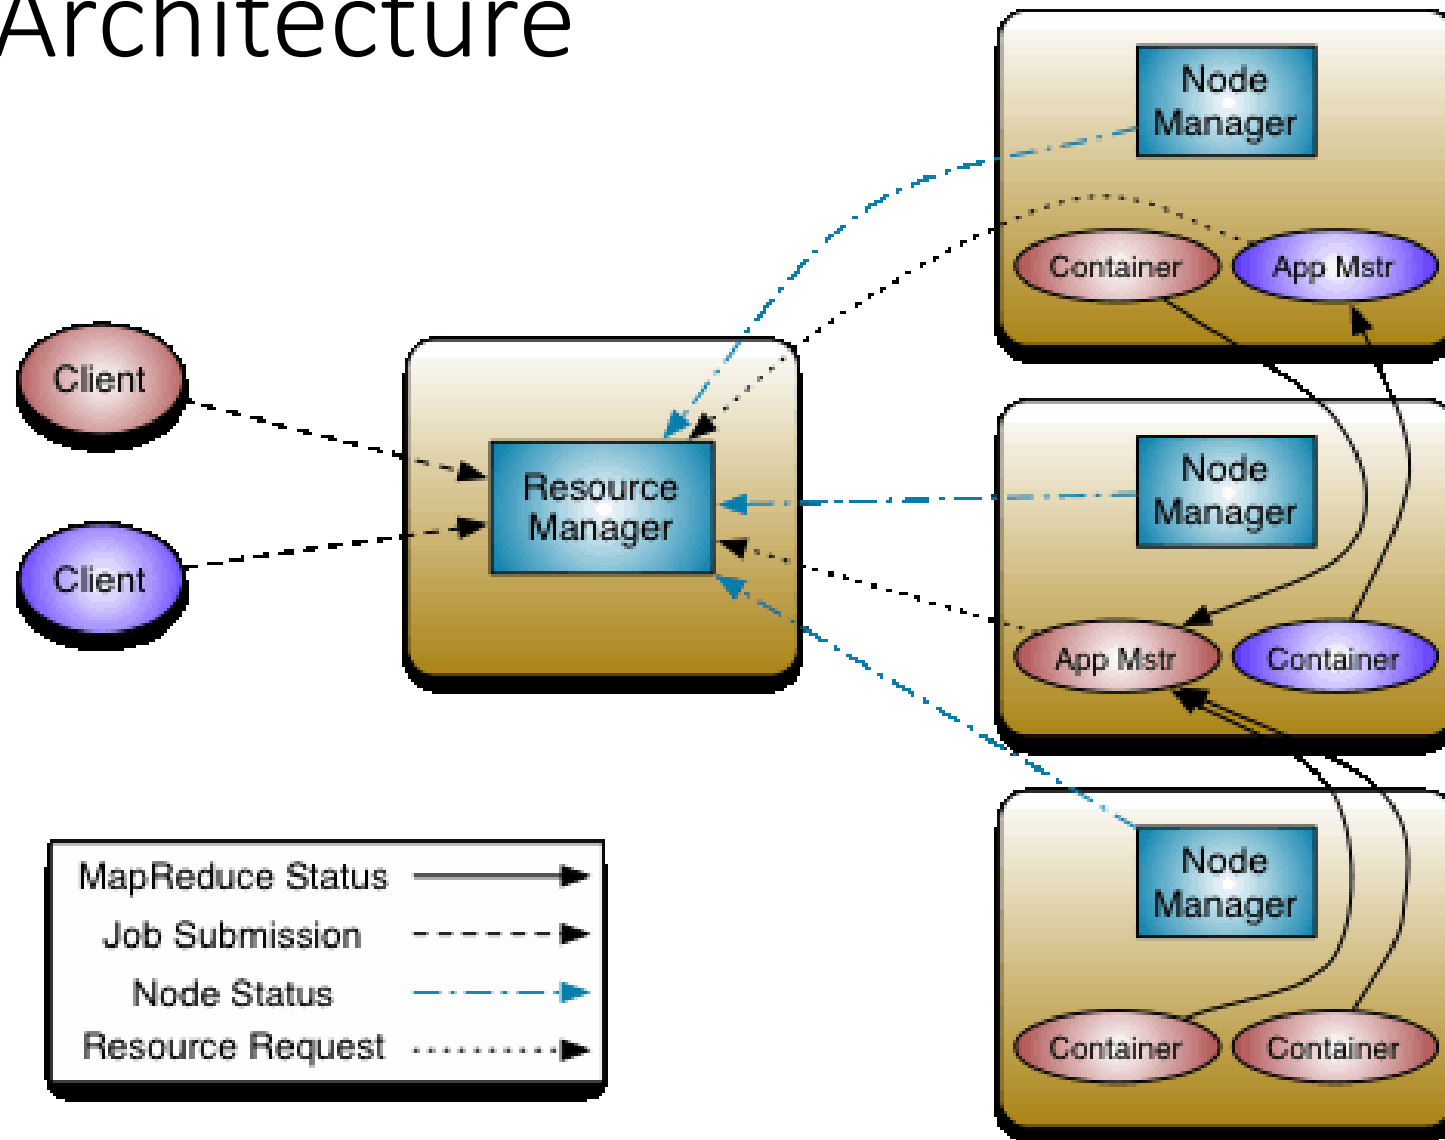 Architecture
Node
Manager
Container
App Mstr
Client
Client
Resource
Manager
Node
Manager
App Mstr
Container
Node
Manager
Container
Container
MapReduce Status
Job Submission
Node Status
Resource Request